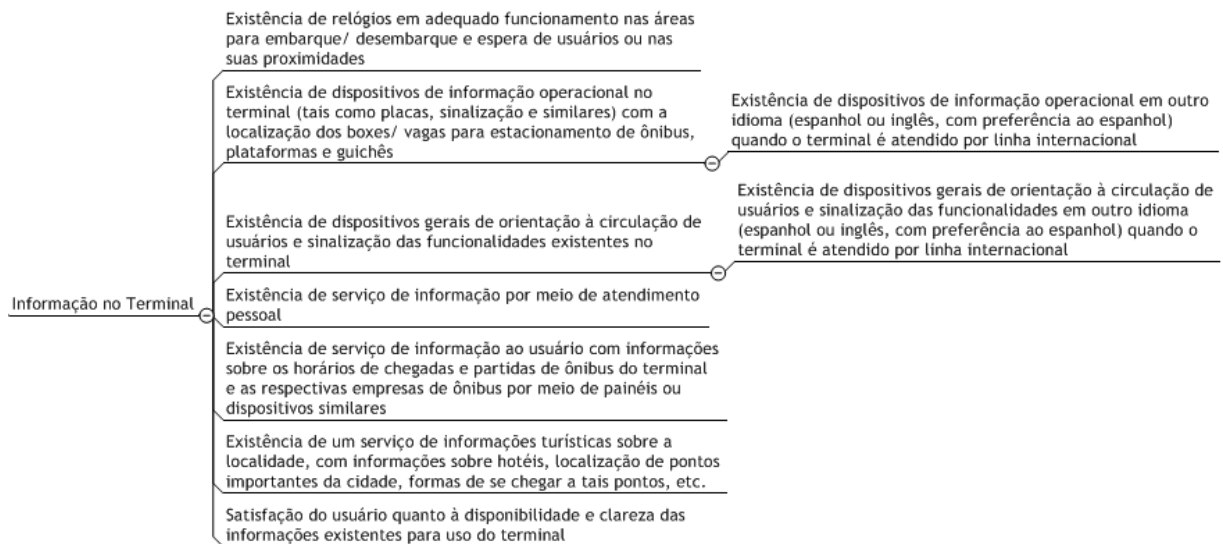 Existência de relógios em adequado funcionamento nas áreas
para embarque/ desembarque e espera de usuários ou nas
suas proximidades
Existência de dispositivos de informação operacional no
terminal (tais como placas, sinalização e similares) com a
localização dos boxes/ vagas para estacionamento de ônibus,
plataformas e guichês
Existência de dispositivos de informação operacional em outro
idioma (espanhol ou inglês, com preferência ao espanhol)
quando o terminal é atendido por linha internacional
Existência de dispositivos gerais de orientação à circulação de
usuários e sinalização das funcionalidades existentes no
terminal
Existência de dispositivos gerais de orientação à circulação de
usuários e sinalização das funcionalidades em outro idioma
(espanhol ou inglês, com preferência ao espanhol) quando o
terminal é atendido por linha internacional
Informação no Terminal
Existência de serviço de informação por meio de atendimento
pessoal
Existência de serviço de informação ao usuário com informações
sobre os horários de chegadas e partidas de ônibus do terminal
e as respectivas empresas de ônibus por meio de painéis ou
dispositivos similares
Existência de um serviço de informações turísticas sobre a
localidade, com informações sobre hotéis, localização de pontos
importantes da cidade, formas de se chegar a tais pontos, etc.
Satisfação do usuário quanto à disponibilidade e clareza das
informações existentes para uso do terminal